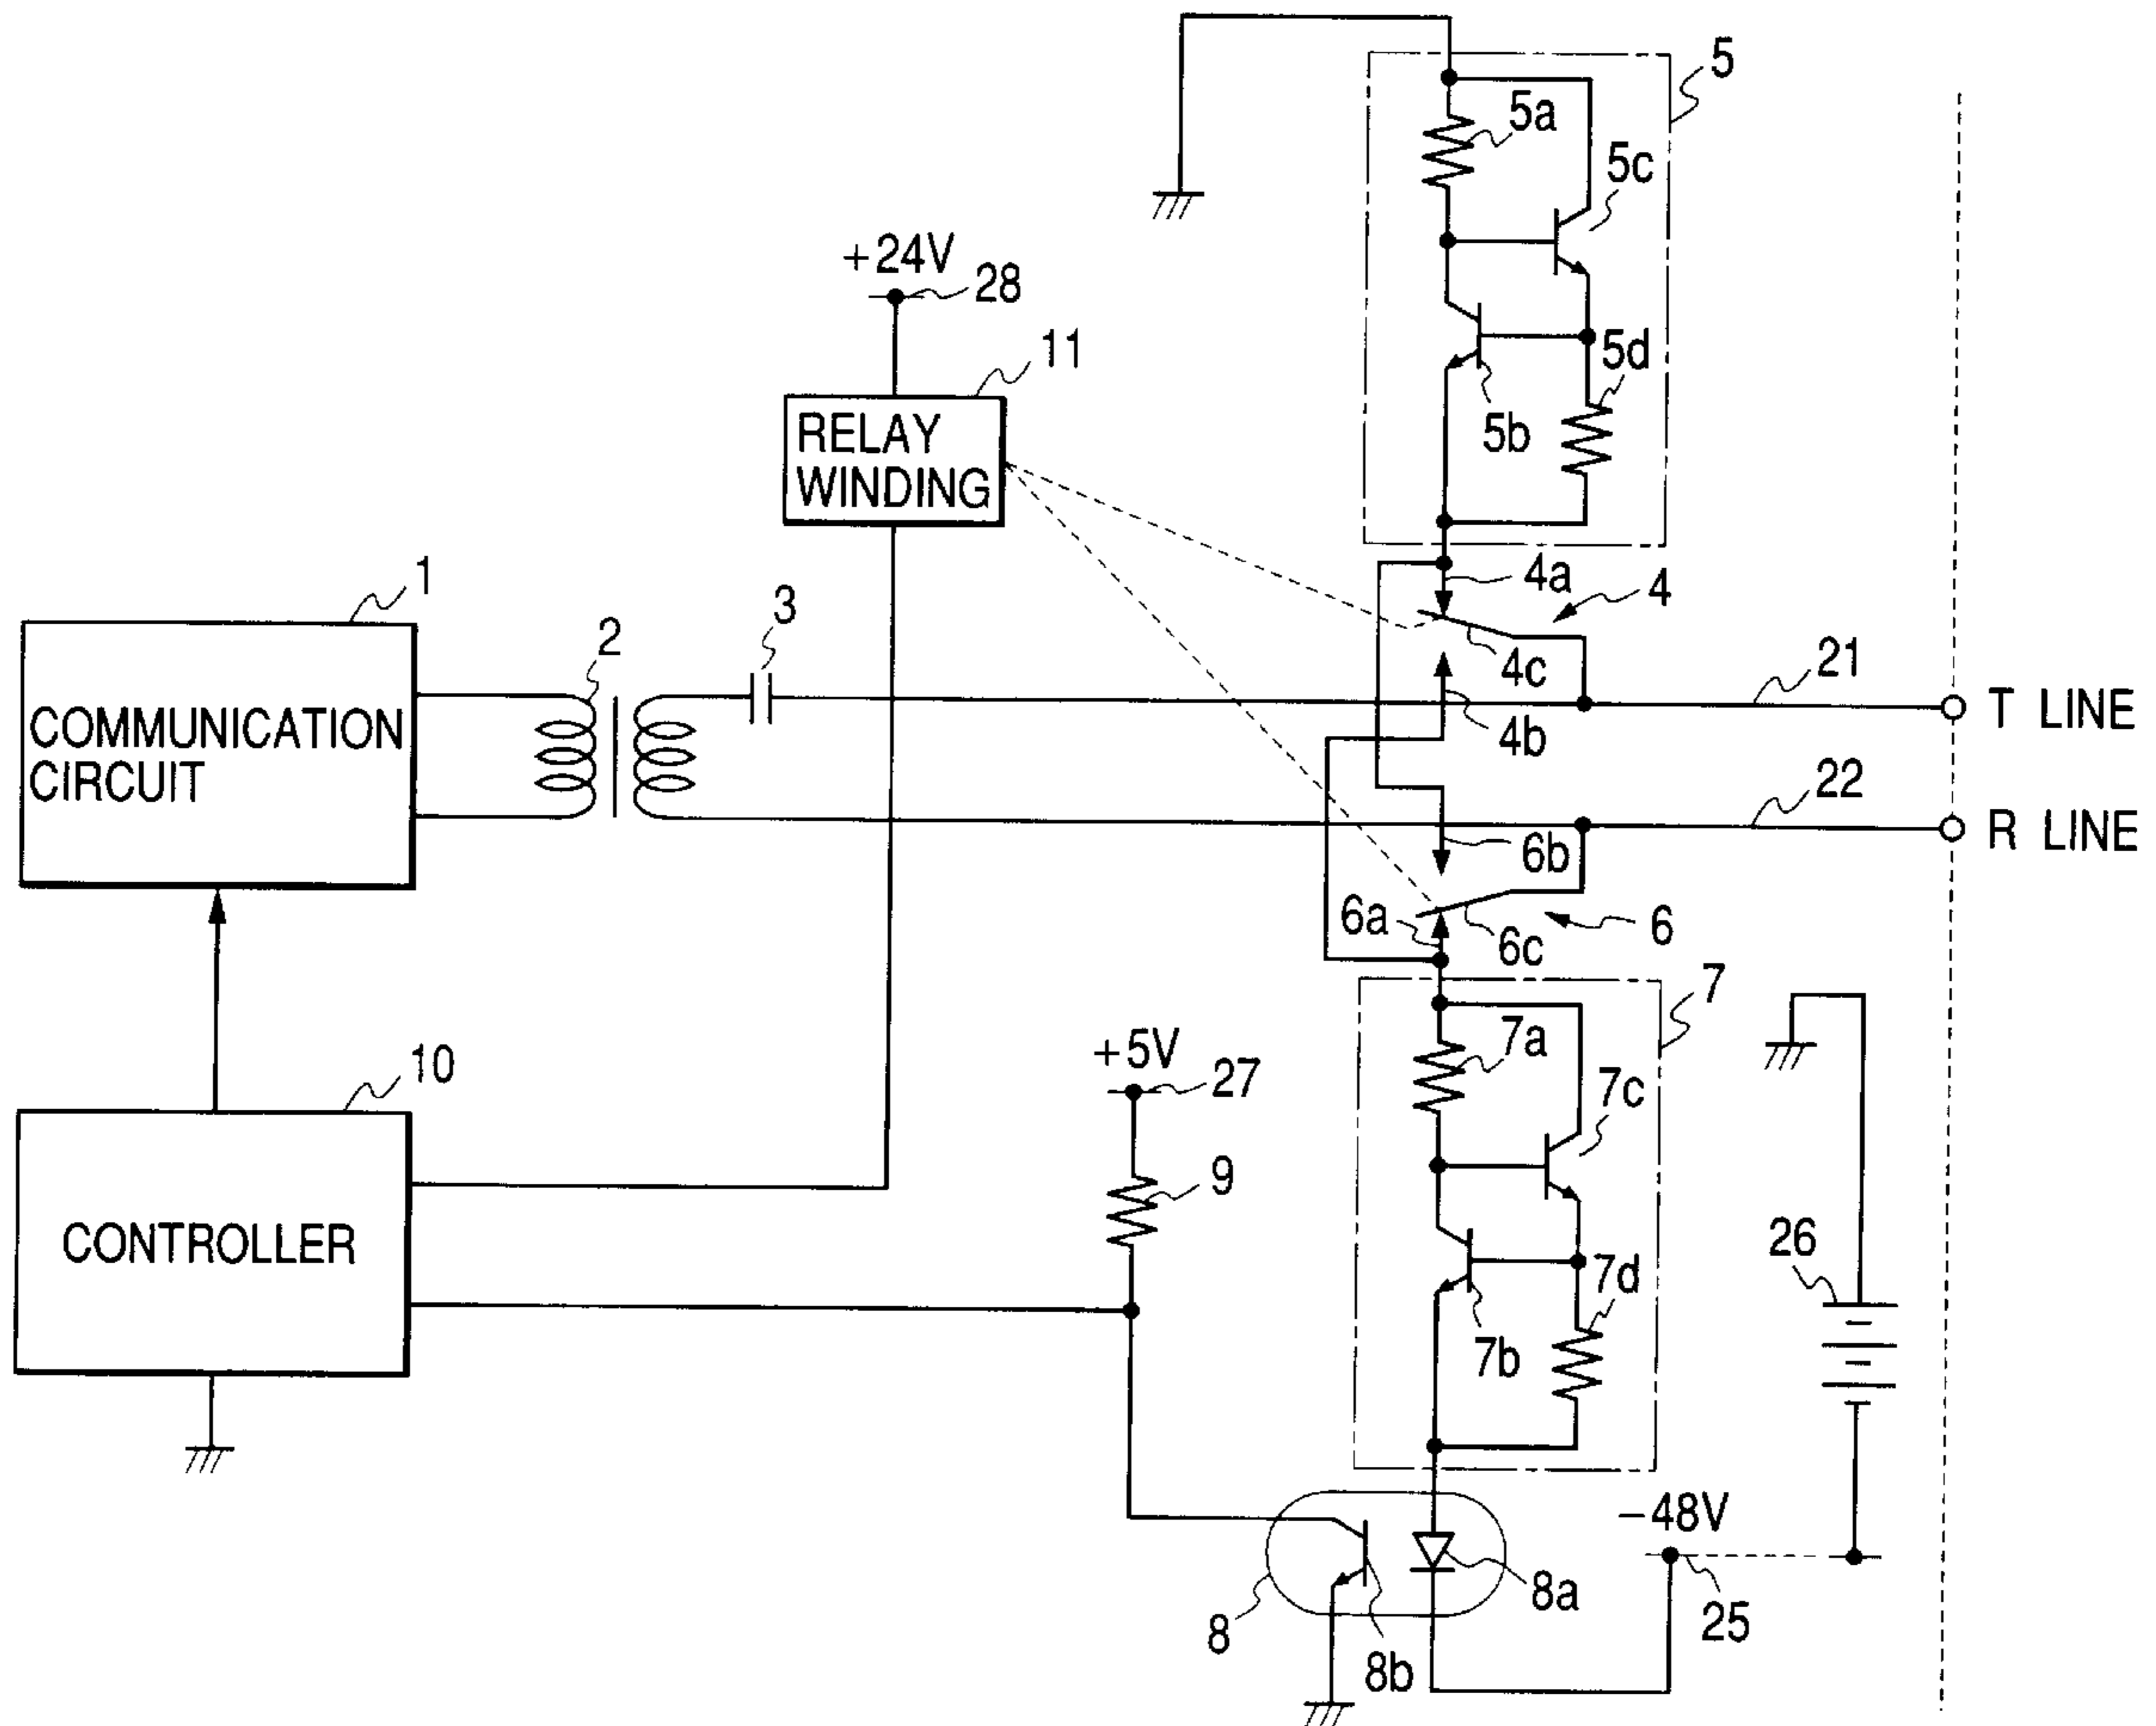 5
5a
5c
+24V
28
11
5d
RELAY
WINDING
5b
1
4a
4
2
3
4c
21
COMMUNICATION
CIRCUIT
4b
T LINE
22
6b
R LINE
6a
6c
6
7
10
+5V
27
7a
7c
9
CONTROLLER
26
7d
7b
-48V
8a
8
8b
25